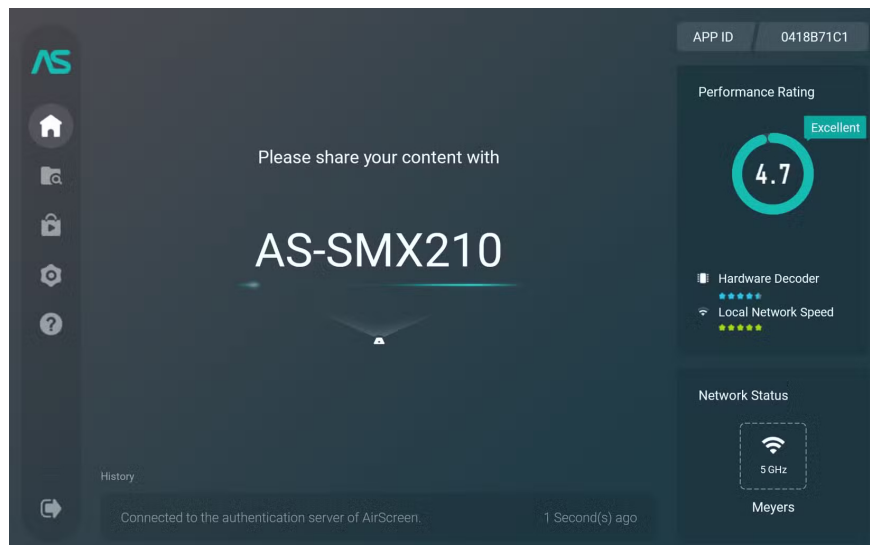 AS
Please share your content with
AS-SMX210
History
Connected to the authentication server of AirScreen. 1 Second(s) ago
APP ID 0418B71C1
Performance Rating
Excellent
4.7
Hardware Decoder
Local Network Speed
Network Status
5 GHz
Meyers